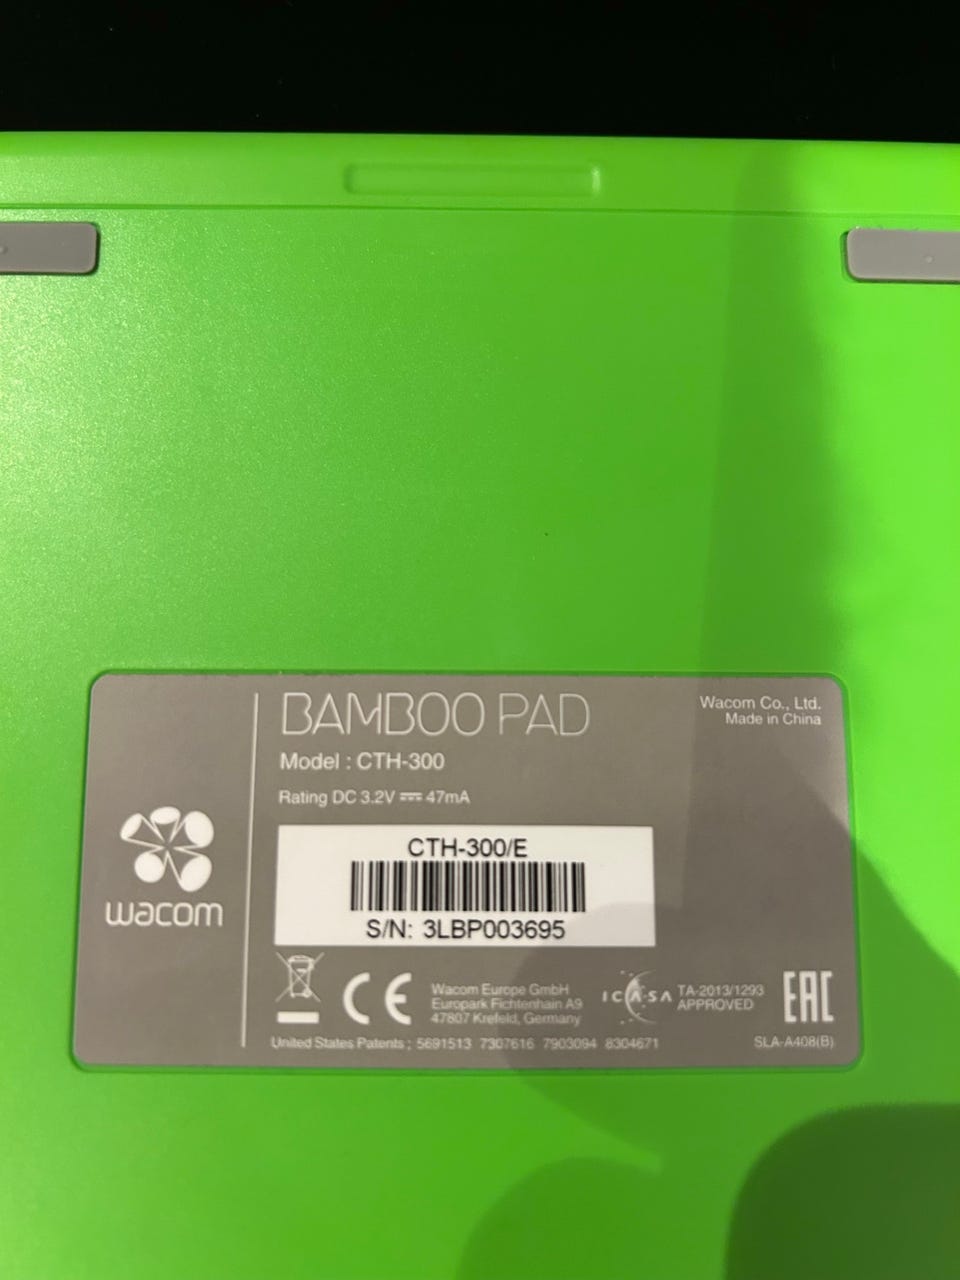 BAMBOO PAD
Wacom Co., Ltd.
Made in China
Model : CTH-300
Rating DC 3.2V ⎓ 47mA
CTH-300/E
S/N: 3LBP003695
wacom
CE
Wacom Europe GmbH
Europark Fichtenhain A9
47807 Krefeld, Germany
ICASA
TA-2013/1293
APPROVED
EAC
United States Patents ; 5691513 7307616 7903094 8304671
SLA-A408(B)